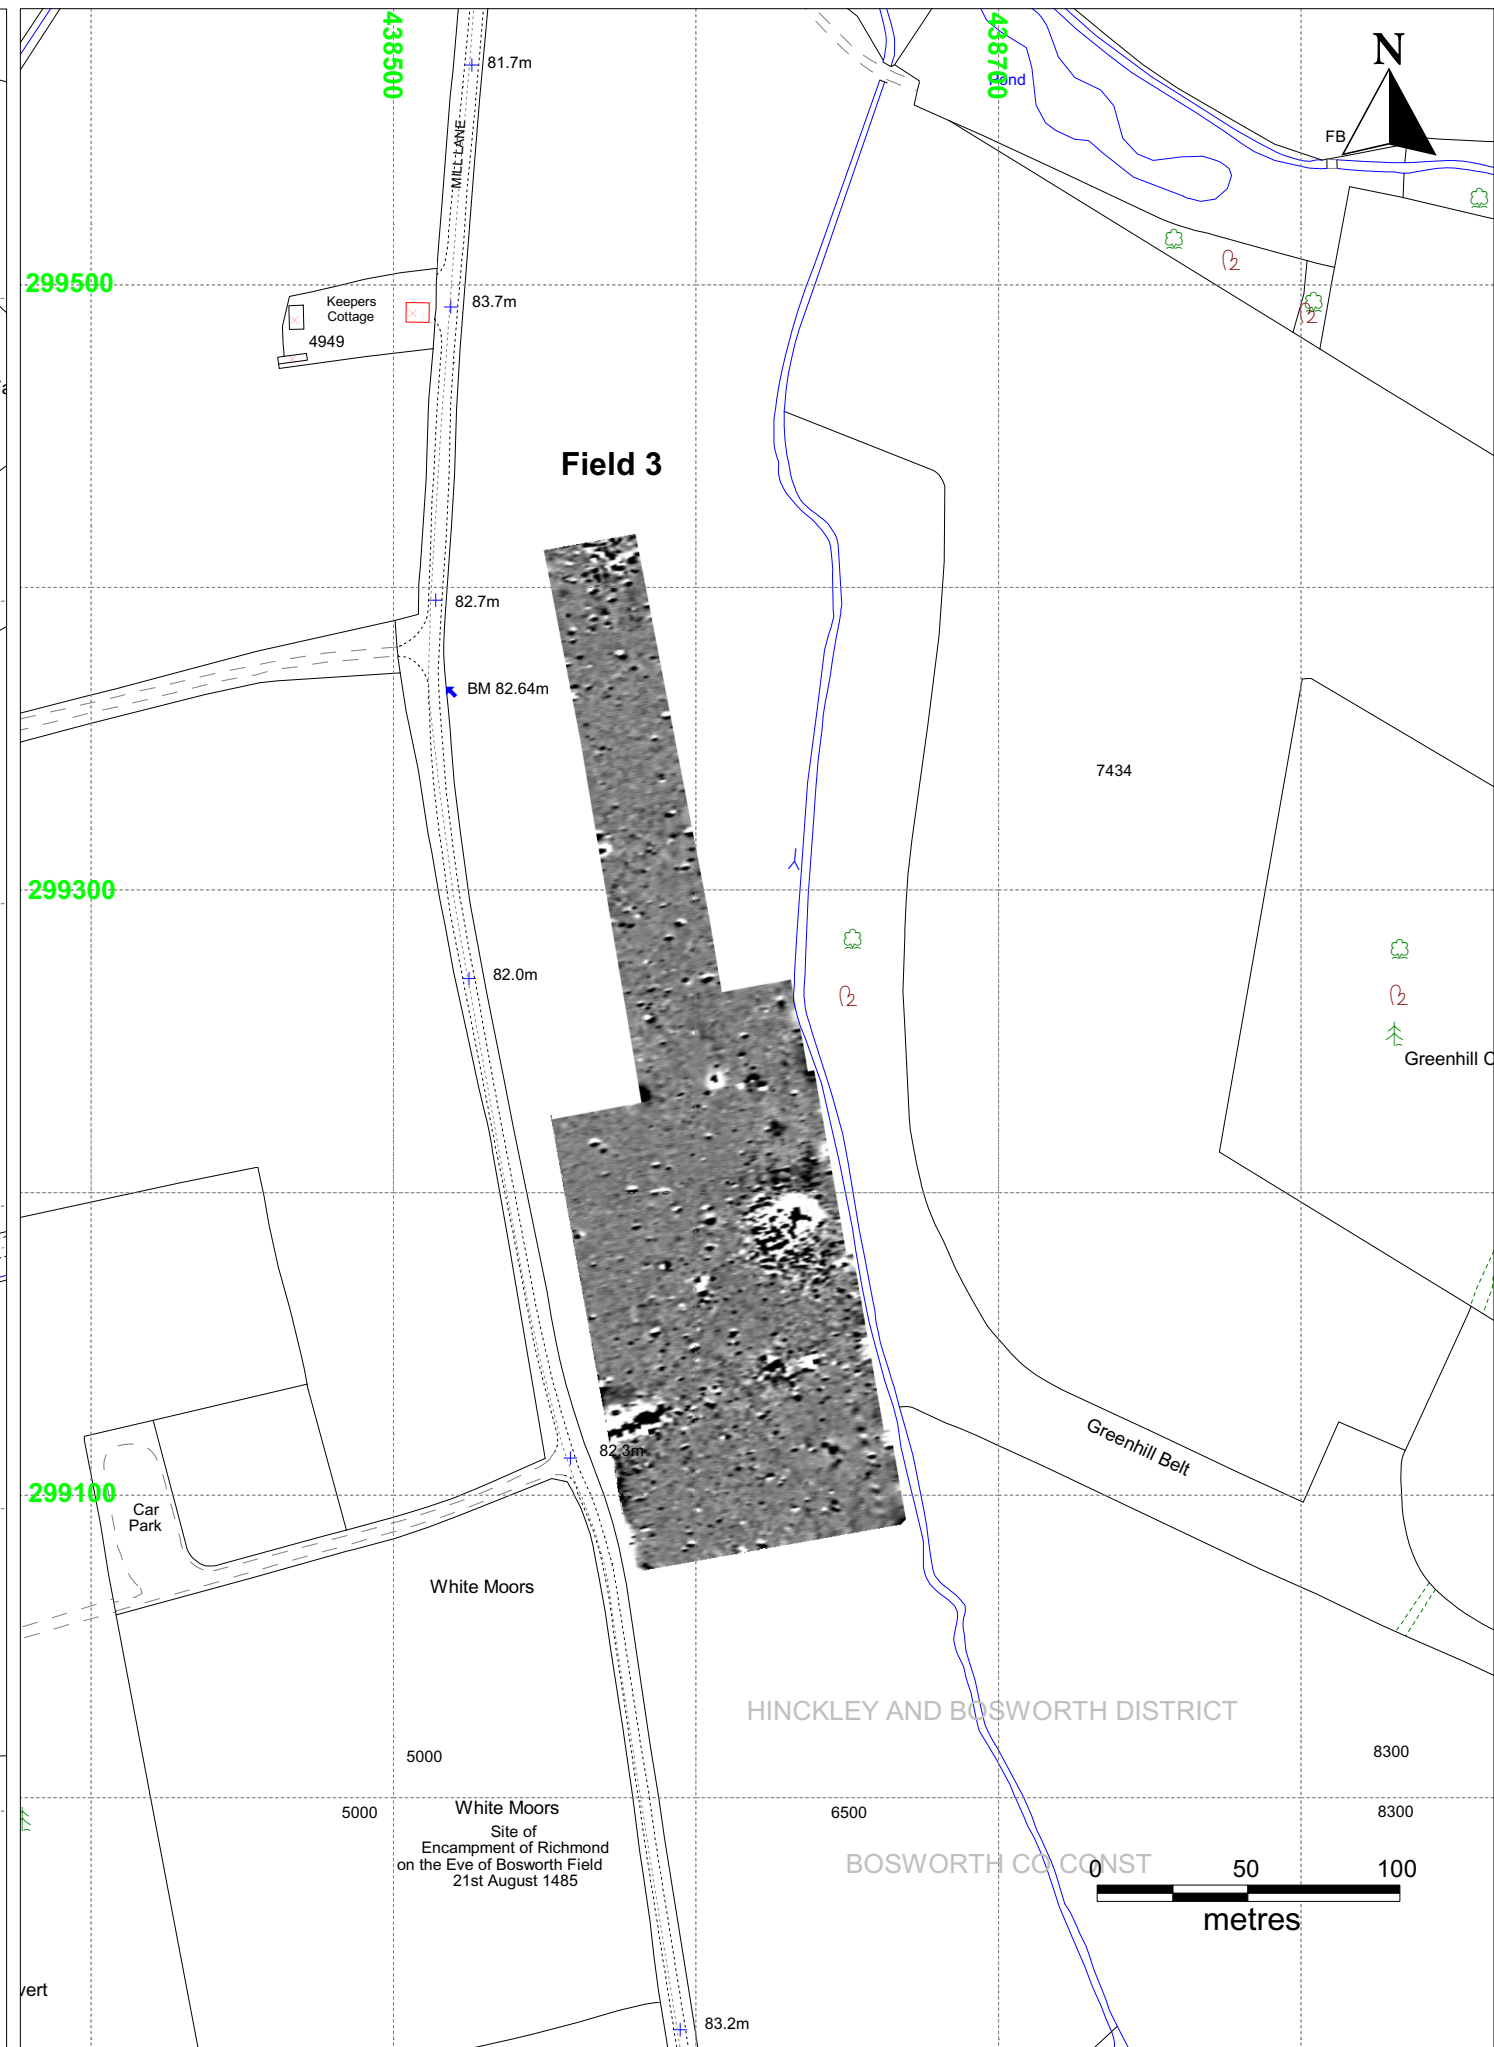 438500
438700
N
81.7m
Pond
MILL LANE
FB
299500
Keepers
Cottage
83.7m
4949
Field 3
82.7m
BM 82.64m
7434
299300
82.0m
Greenhill C
82.3m
Greenhill Belt
299100
Car
Park
White Moors
HINCKLEY AND BOSWORTH DISTRICT
5000
8300
5000
White Moors
6500
8300
Site of
Encampment of Richmond
on the Eve of Bosworth Field
21st August 1485
BOSWORTH CO CONST
0 50 100
metres
vert
83.2m